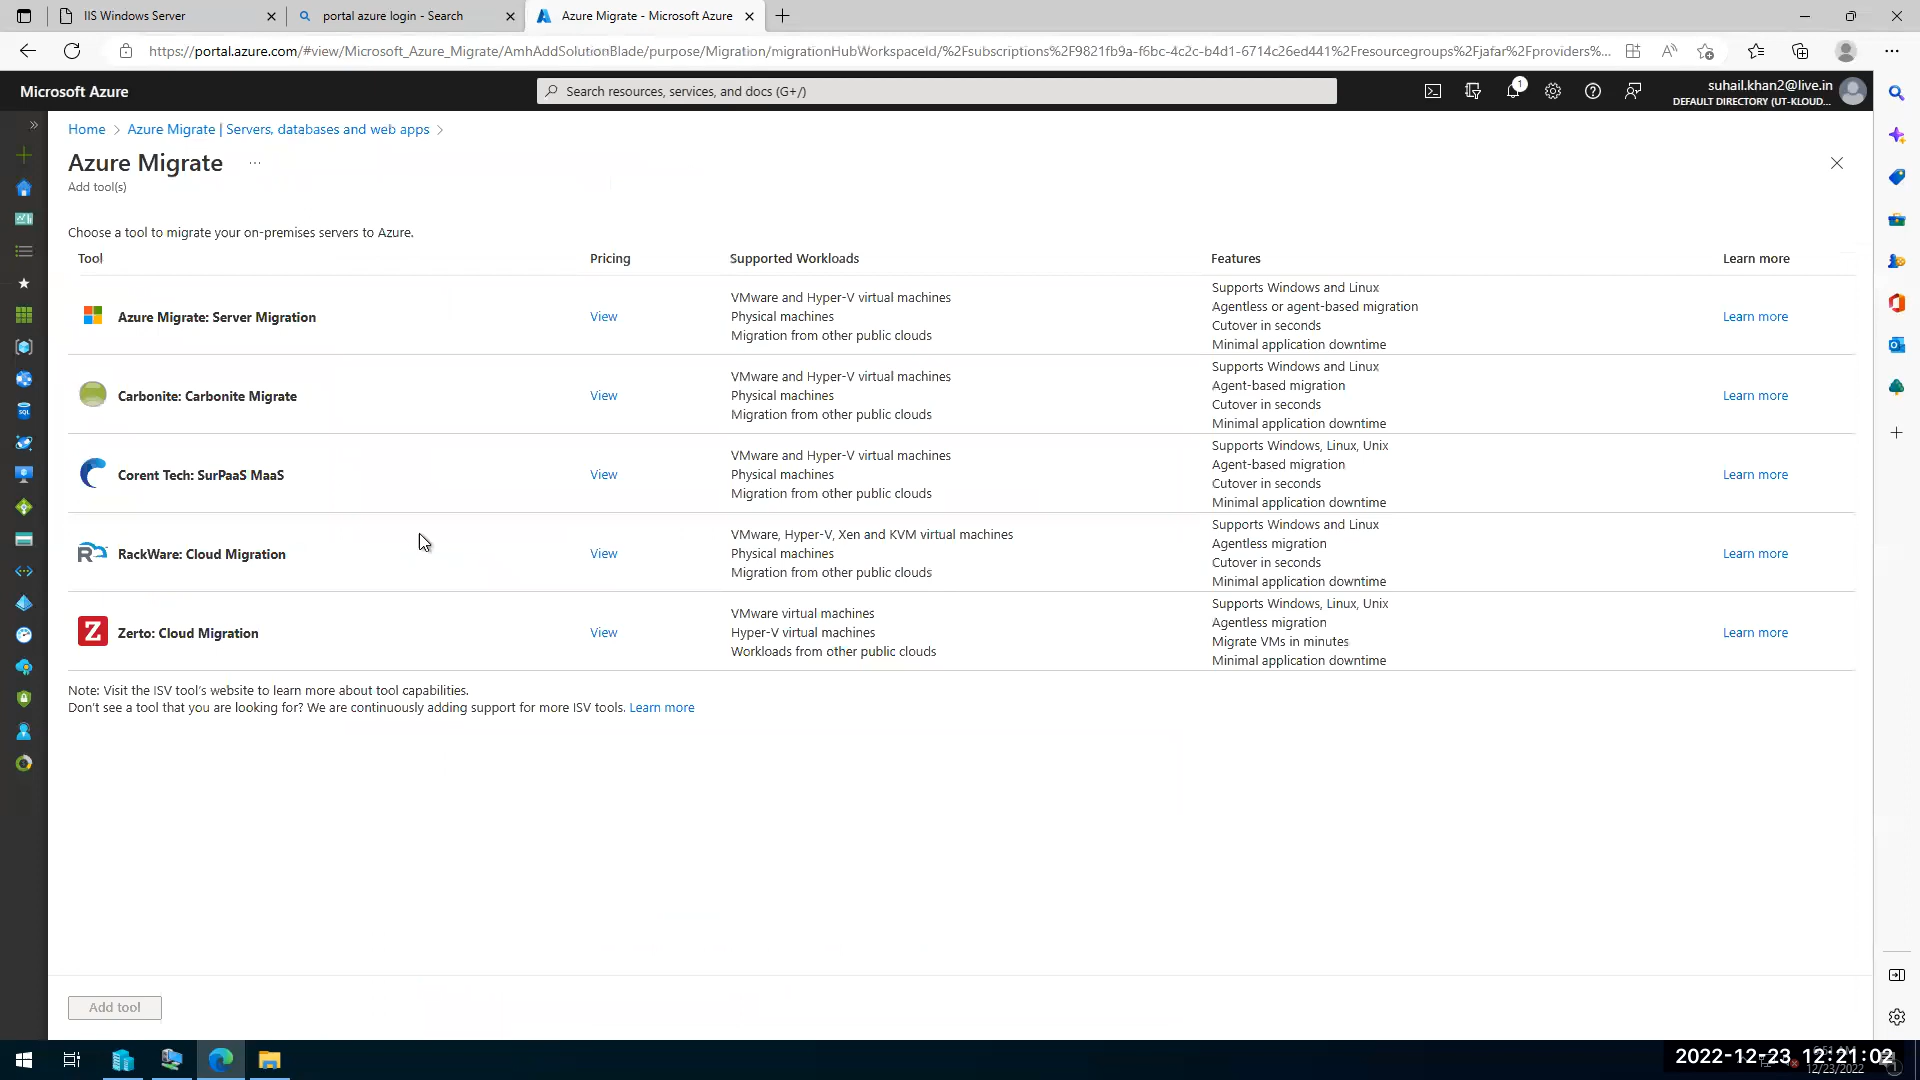 IIS Windows Server
portal azure login - Search
Azure Migrate - Microsoft Azure
https://portal.azure.com/#view/Microsoft_Azure_Migrate/AmhAddSolutionBlade/purpose/Migration/migrationHubWorkspaceId/%2Fsubscriptions%2F9821fb9a-f6bc-4c2c-b4d1-6714c26ed441%2Fresourcegroups%2Fjafar%2Fproviders%...
Microsoft Azure
Search resources, services, and docs (G+/)
1
suhail.khan2@live.in
DEFAULT DIRECTORY (UT-KLOUD...
Home > Azure Migrate | Servers, databases and web apps >
Azure Migrate ...
Add tool(s)
Choose a tool to migrate your on-premises servers to Azure.
Tool Pricing Supported Workloads Features Learn more
Azure Migrate: Server Migration
View
VMware and Hyper-V virtual machines
Physical machines
Migration from other public clouds
Supports Windows and Linux
Agentless or agent-based migration
Cutover in seconds
Minimal application downtime
Learn more
Carbonite: Carbonite Migrate
View
VMware and Hyper-V virtual machines
Physical machines
Migration from other public clouds
Supports Windows and Linux
Agent-based migration
Cutover in seconds
Minimal application downtime
Learn more
Corent Tech: SurPaaS MaaS
View
VMware and Hyper-V virtual machines
Physical machines
Migration from other public clouds
Supports Windows, Linux, Unix
Agent-based migration
Cutover in seconds
Minimal application downtime
Learn more
RackWare: Cloud Migration
View
VMware, Hyper-V, Xen and KVM virtual machines
Physical machines
Migration from other public clouds
Supports Windows and Linux
Agentless migration
Cutover in seconds
Minimal application downtime
Learn more
Z
Zerto: Cloud Migration
View
VMware virtual machines
Hyper-V virtual machines
Workloads from other public clouds
Supports Windows, Linux, Unix
Agentless migration
Migrate VMs in minutes
Minimal application downtime
Learn more
Note: Visit the ISV tool's website to learn more about tool capabilities.
Don't see a tool that you are looking for? We are continuously adding support for more ISV tools. Learn more
Add tool
2022-12-23 12:21:02
12/23/2022